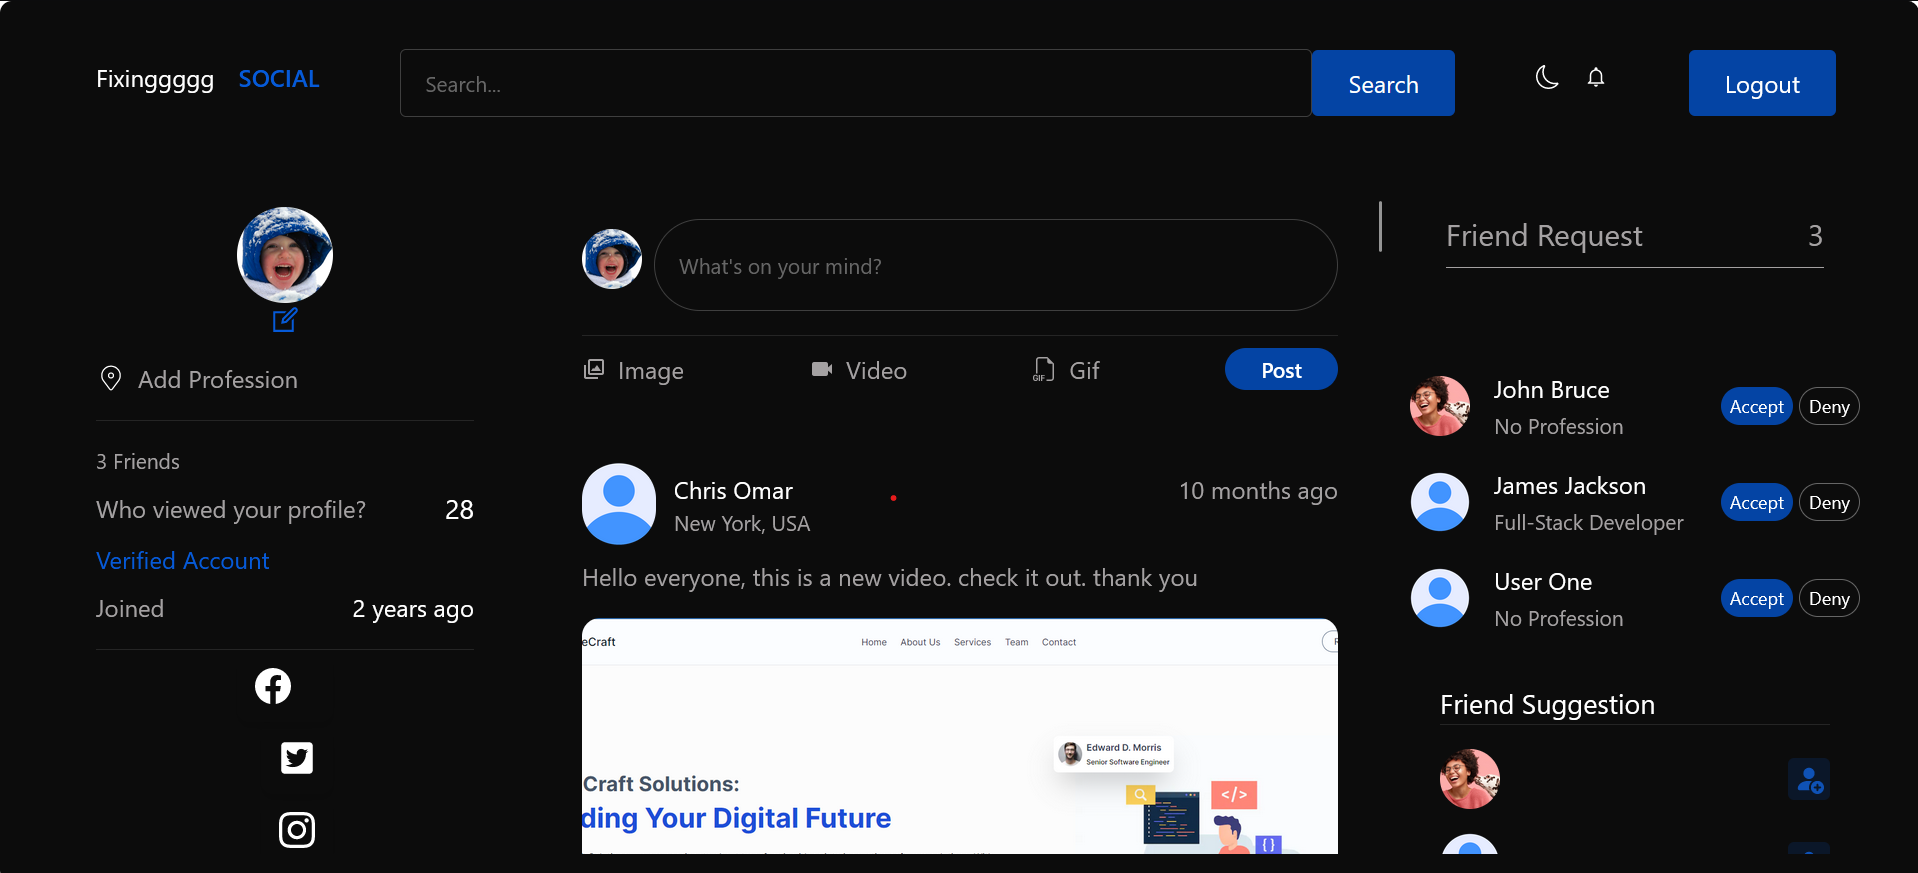 Fixinggggg SOCIAL
Search...
Search
Logout
Add Profession
3 Friends
Who viewed your profile? 28
Verified Account
Joined 2 years ago
What's on your mind?
Image Video GIF Gif Post
Chris Omar 10 months ago
New York, USA
Hello everyone, this is a new video. check it out. thank you
eCraft Home About Us Services Team Contact
Edward D. Morris
Senior Software Engineer
Craft Solutions:
ding Your Digital Future
</>
{ }
Friend Request 3
John Bruce
No Profession
Accept Deny
James Jackson
Full-Stack Developer
Accept Deny
User One
No Profession
Accept Deny
Friend Suggestion